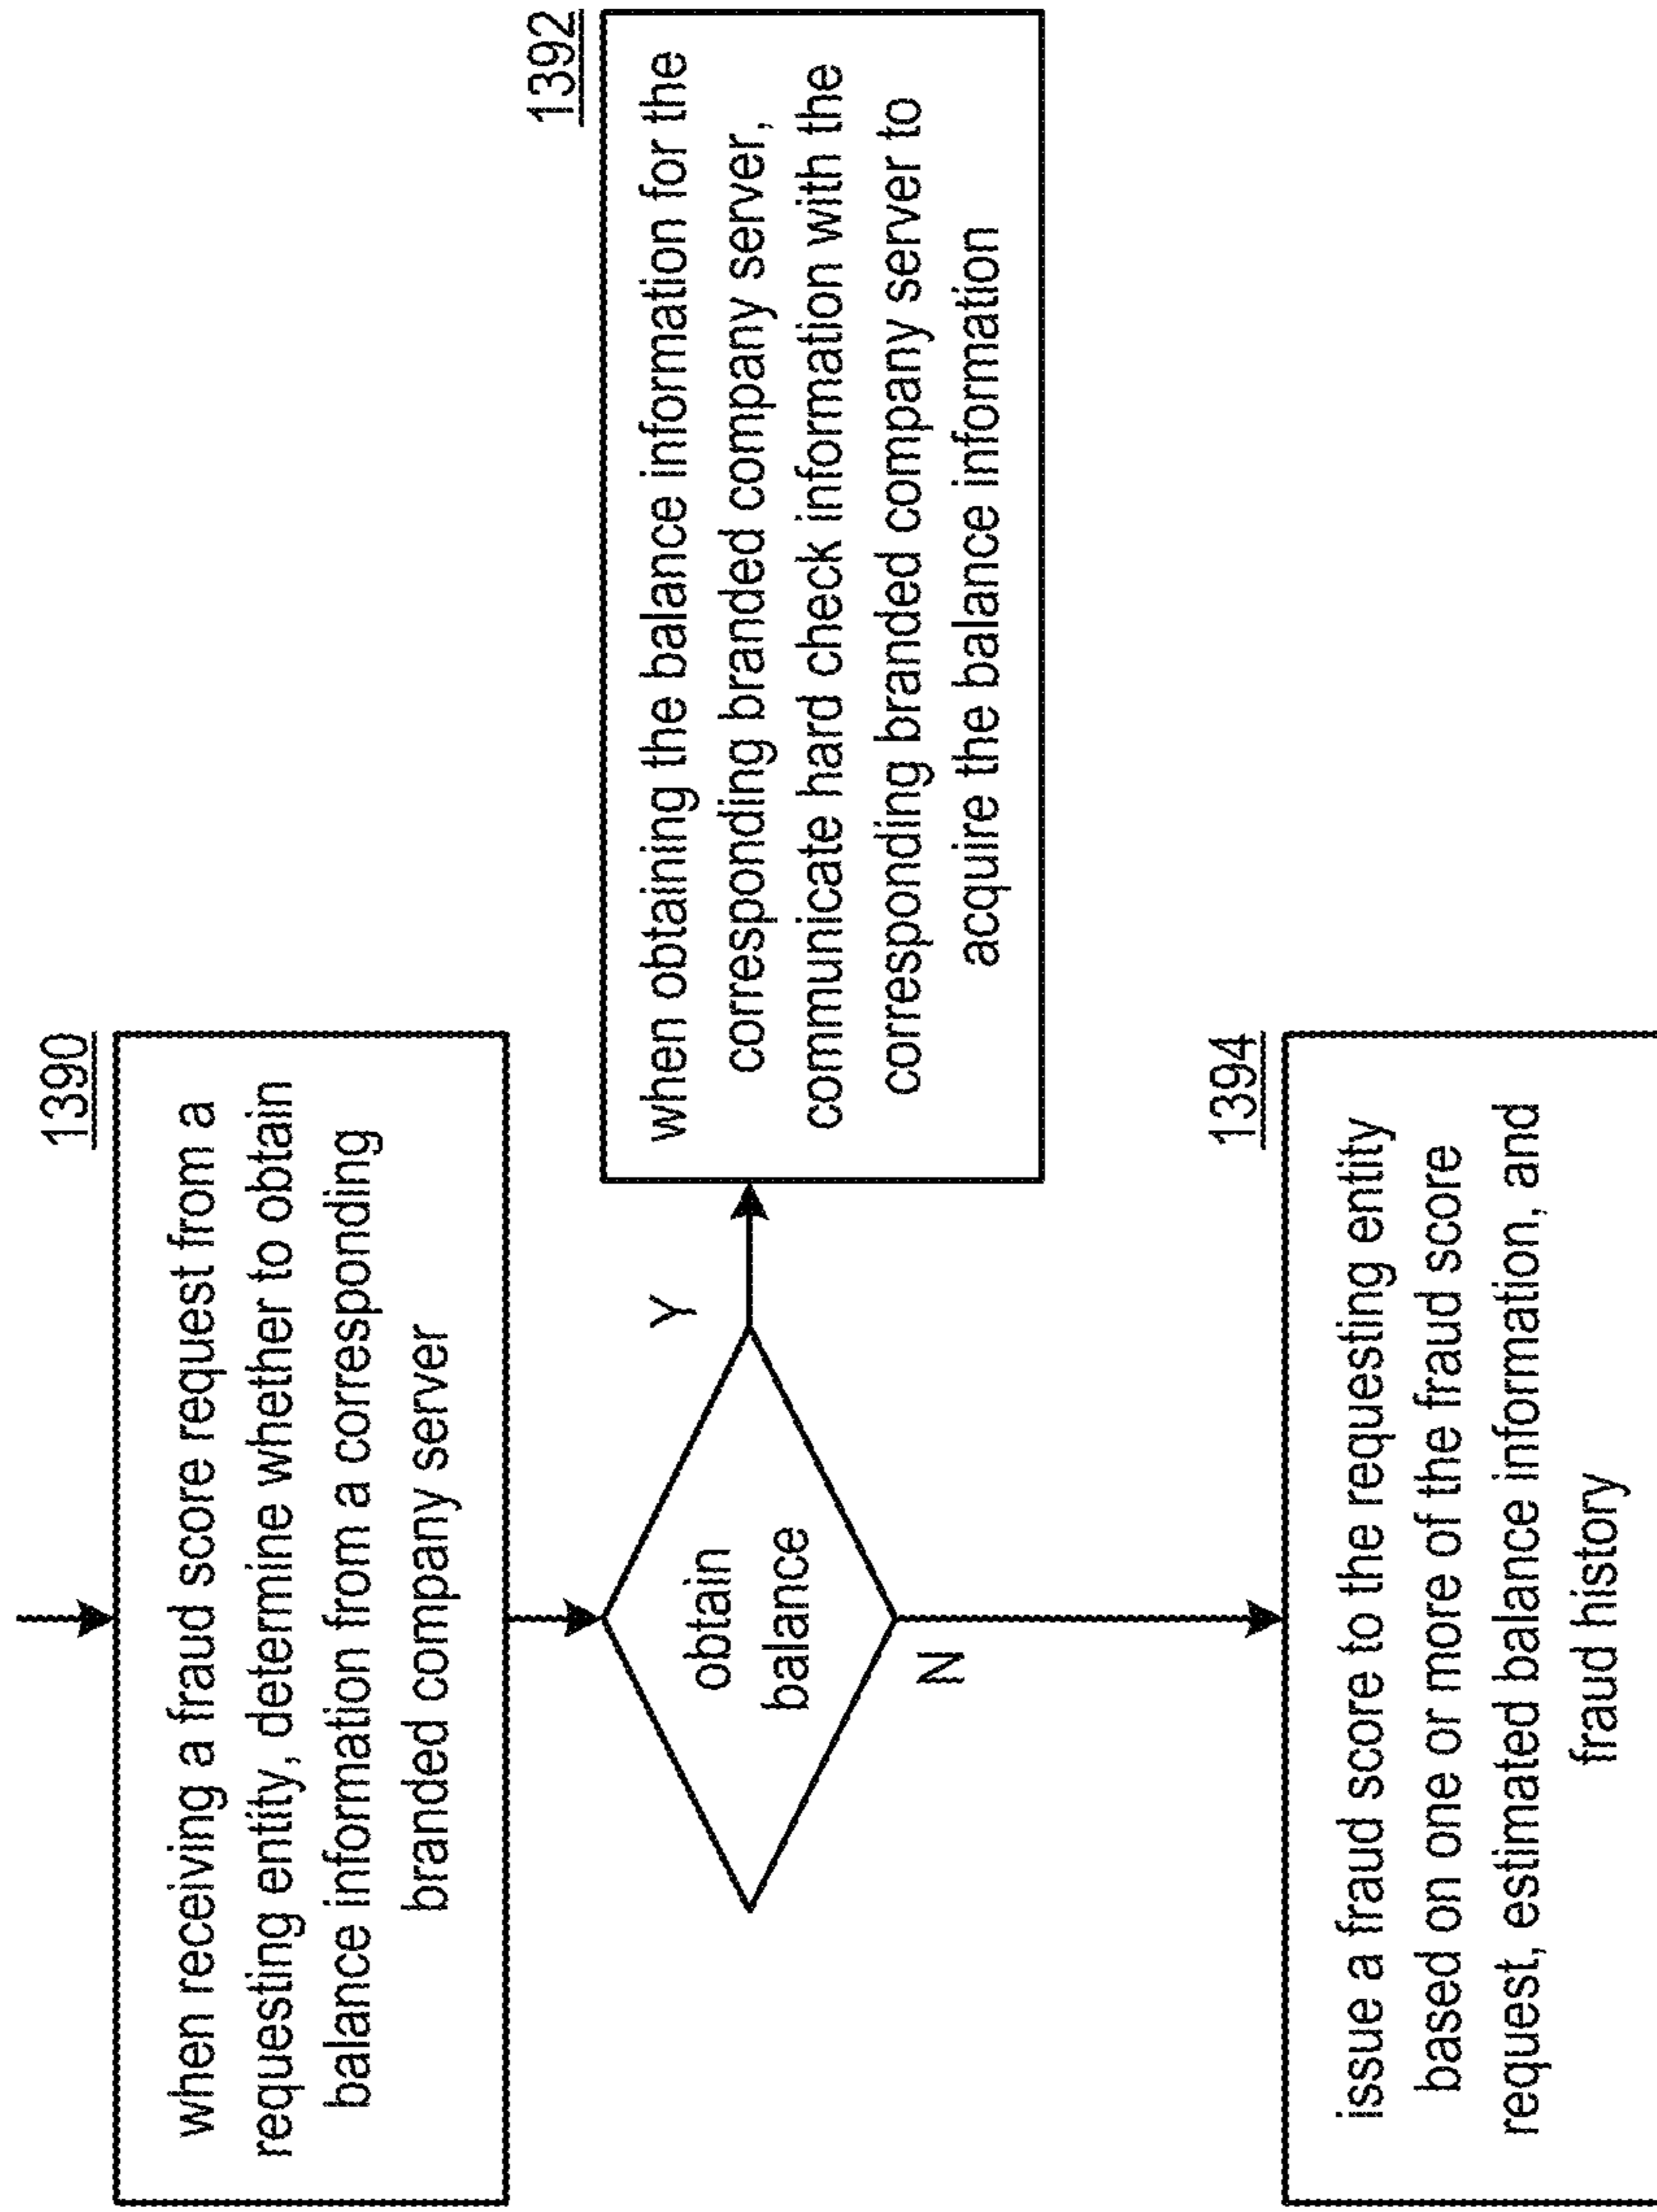 1390
when receiving a fraud score request from a
requesting entity, determine whether to obtain
balance information from a corresponding
branded company server
obtain
balance
Y
N
1392
when obtaining the balance information for the
corresponding branded company server,
communicate hard check information with the
corresponding branded company server to
acquire the balance information
1394
issue a fraud score to the requesting entity
based on one or more of the fraud score
request, estimated balance information, and
fraud history